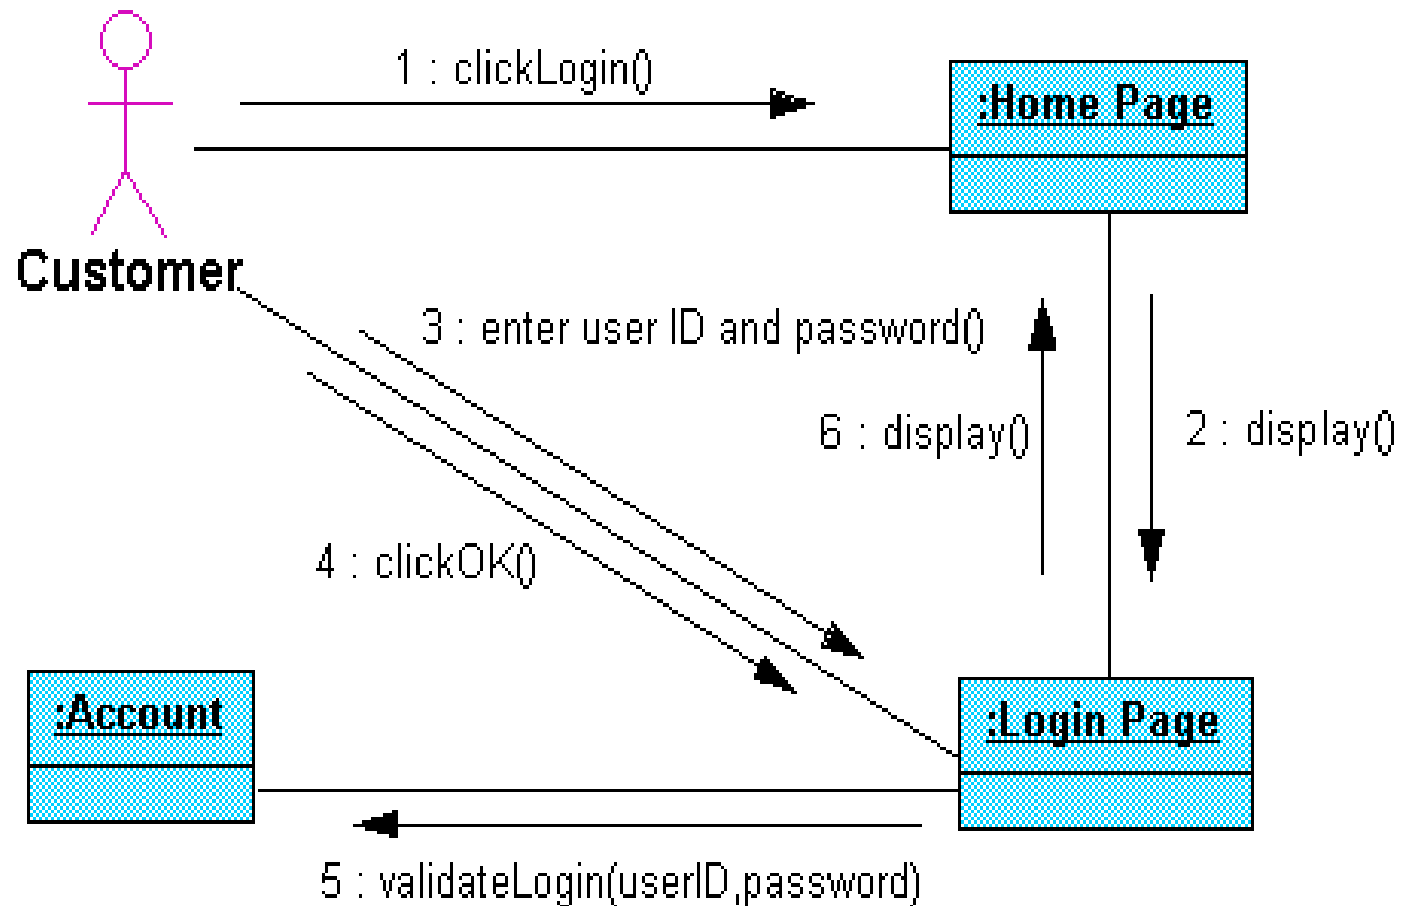 1 : clickLogin()
:Home Page
Customer
3 : enter user ID and password()
6 : display()
2 : display()
4 : clickOK()
:Account
:Login Page
5 : validateLogin(userID,password)